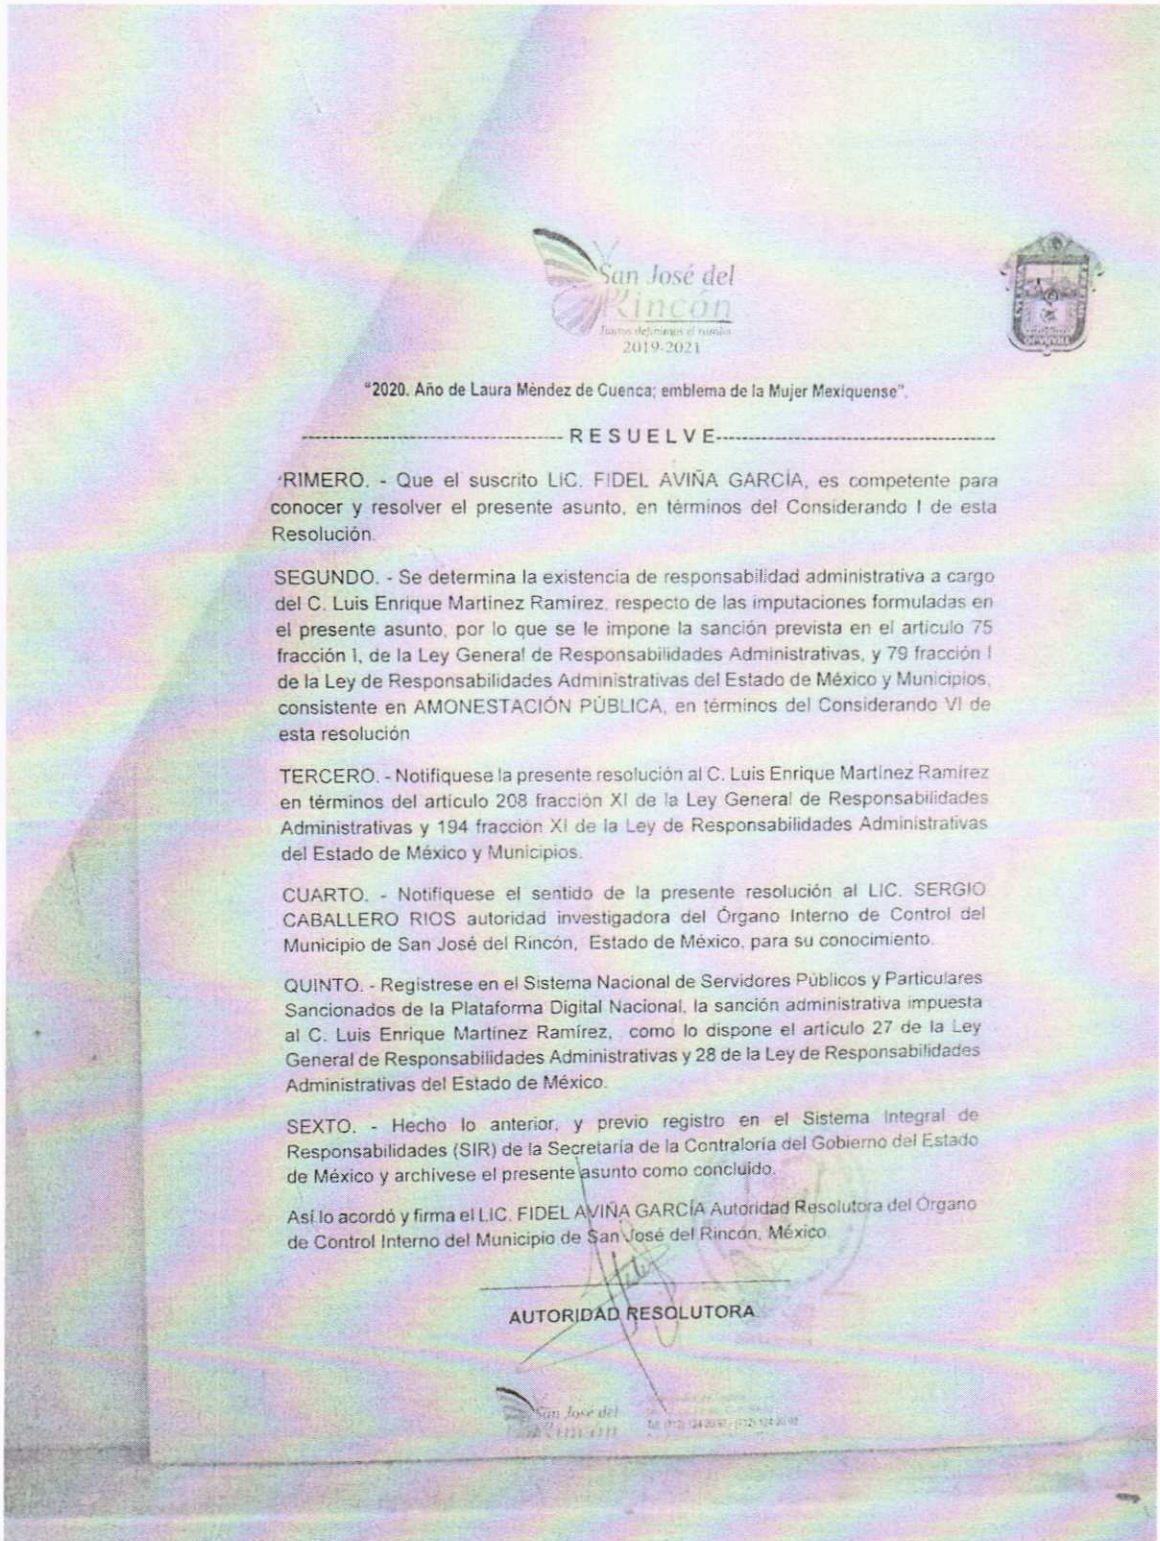 San José del
Rincón
Juntos definimos el rumbo
2019-2021
"2020. Año de Laura Méndez de Cuenca; emblema de la Mujer Mexiquense".
--------------------------------- R E S U E L V E-----------------------------------
RIMERO. - Que el suscrito LIC. FIDEL AVIÑA GARCÍA, es competente para
conocer y resolver el presente asunto, en términos del Considerando I de esta
Resolución.
SEGUNDO. - Se determina la existencia de responsabilidad administrativa a cargo
del C. Luis Enrique Martínez Ramírez, respecto de las imputaciones formuladas en
el presente asunto, por lo que se le impone la sanción prevista en el artículo 75
fracción I, de la Ley General de Responsabilidades Administrativas, y 79 fracción I
de la Ley de Responsabilidades Administrativas del Estado de México y Municipios,
consistente en AMONESTACIÓN PÚBLICA, en términos del Considerando VI de
esta resolución
TERCERO. - Notifíquese la presente resolución al C. Luis Enrique Martínez Ramírez
en términos del artículo 208 fracción XI de la Ley General de Responsabilidades
Administrativas y 194 fracción XI de la Ley de Responsabilidades Administrativas
del Estado de México y Municipios.
CUARTO. - Notifíquese el sentido de la presente resolución al LIC. SERGIO
CABALLERO RIOS autoridad investigadora del Órgano Interno de Control del
Municipio de San José del Rincón, Estado de México, para su conocimiento.
QUINTO. - Regístrese en el Sistema Nacional de Servidores Públicos y Particulares
Sancionados de la Plataforma Digital Nacional, la sanción administrativa impuesta
al C. Luis Enrique Martínez Ramírez, como lo dispone el artículo 27 de la Ley
General de Responsabilidades Administrativas y 28 de la Ley de Responsabilidades
Administrativas del Estado de México.
SEXTO. - Hecho lo anterior, y previo registro en el Sistema Integral de
Responsabilidades (SIR) de la Secretaría de la Contraloría del Gobierno del Estado
de México y archívese el presente asunto como concluido.
Así lo acordó y firma el LIC. FIDEL AVIÑA GARCÍA Autoridad Resolutora del Órgano
de Control Interno del Municipio de San José del Rincón, México
AUTORIDAD RESOLUTORA
San José del
Rincón